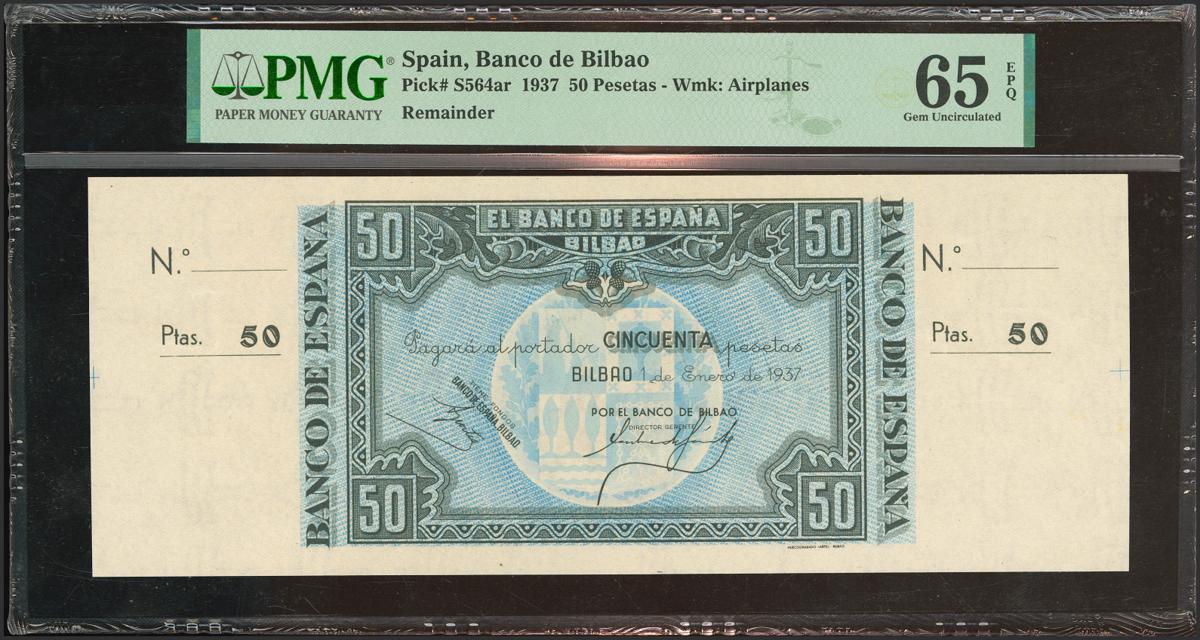 PMG®
PAPER MONEY GUARANTY
Spain, Banco de Bilbao
Pick# S564ar 1937 50 Pesetas - Wmk: Airplanes
Remainder
65
EPQ
Gem Uncirculated
N.º
Ptas. 50
BANCO DE ESPAÑA
50
EL BANCO DE ESPAÑA
BILBAO
50
Pagará al portador CINCUENTA pesetas
BILBAO 1 de Enero de 1937
BANCO DE ESPAÑA, BILBAO
POR EL BANCO DE BILBAO
DIRECTOR GERENTE
50
50
BANCO DE ESPAÑA
N.º
Ptas. 50